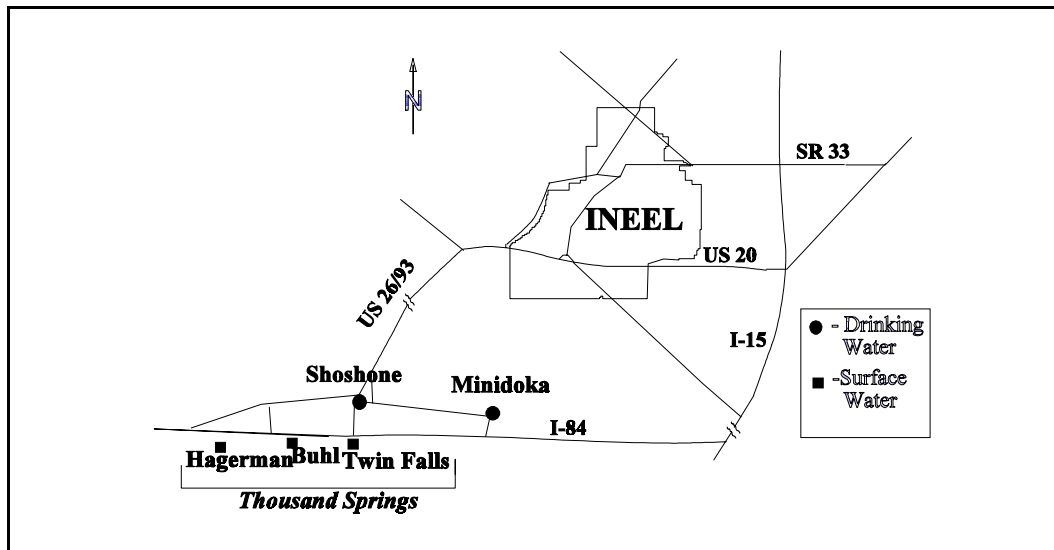 N
SR 33
INEEL
US 20
US 26/93
I-15
- Drinking
Water
-Surface
Water
Shoshone
Minidoka
I-84
Hagerman
Buhl
Twin Falls
Thousand Springs